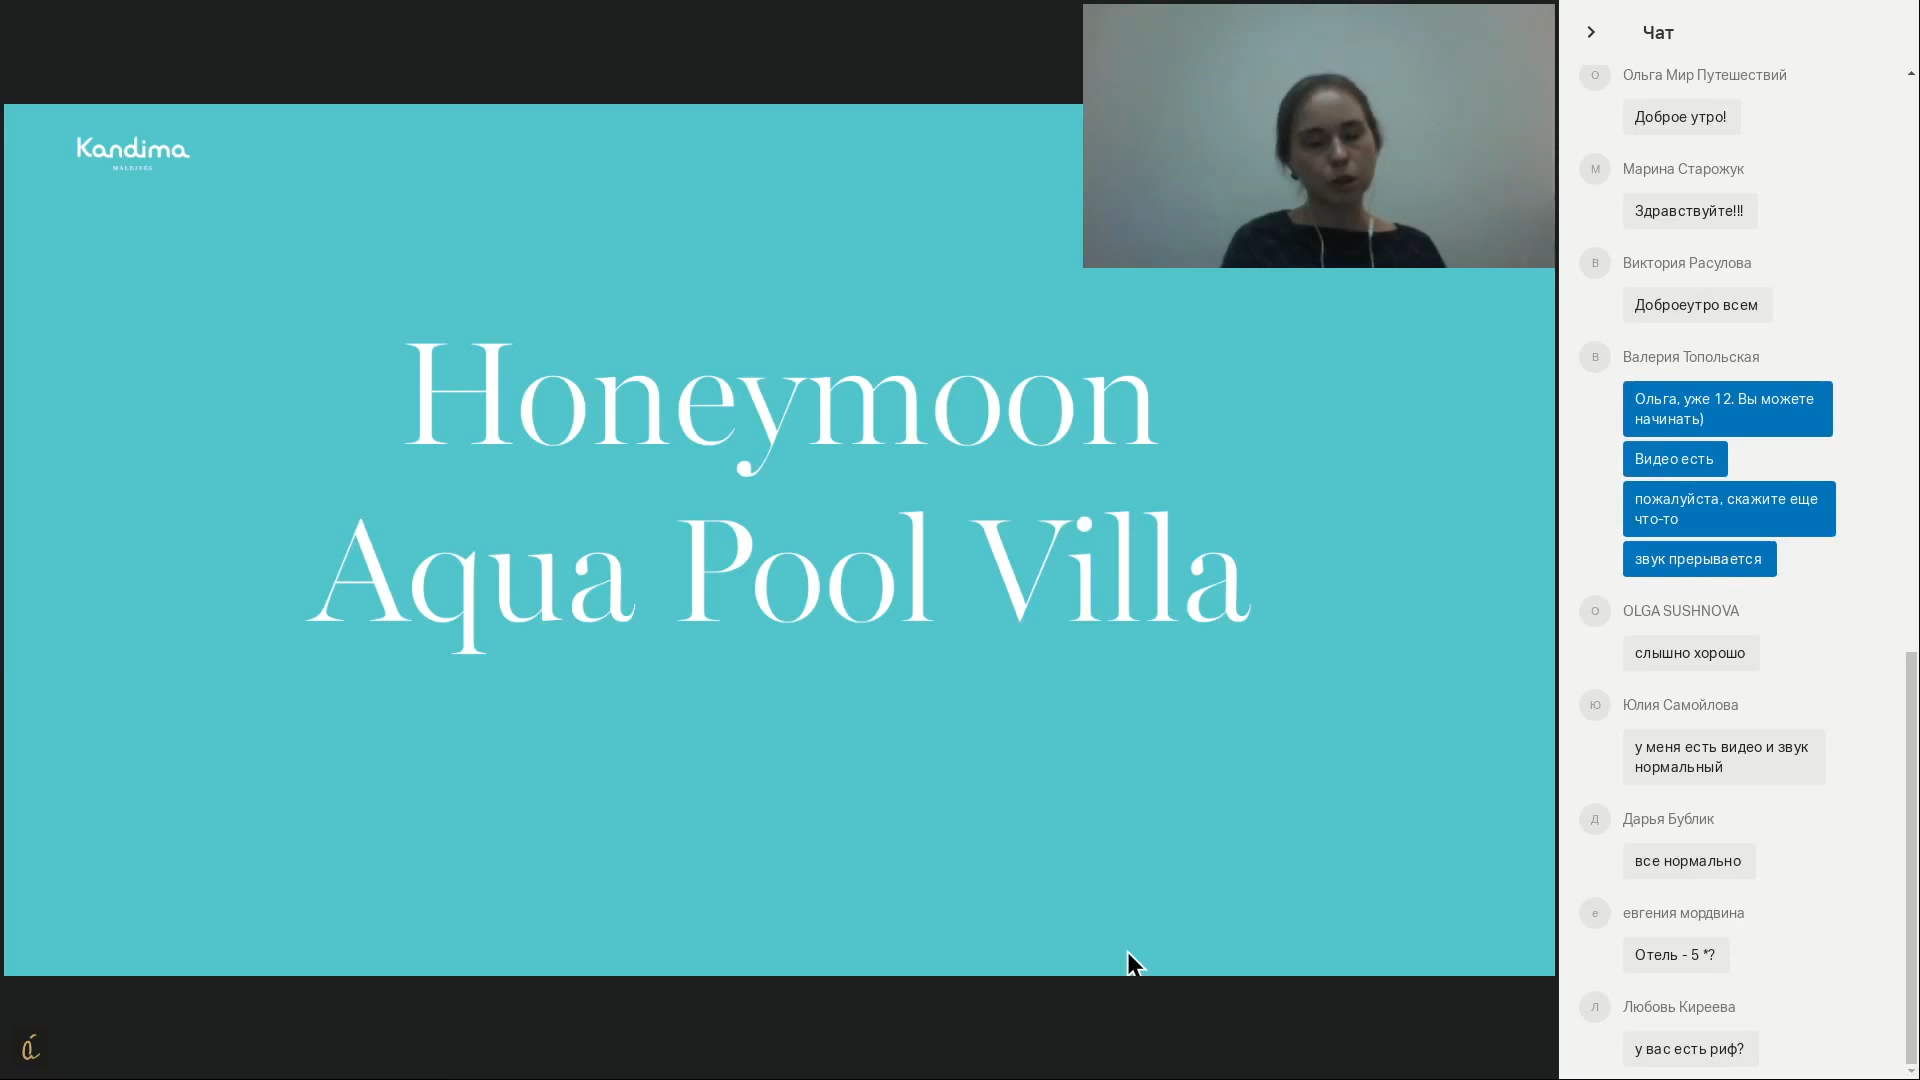 Kandima
MALDIVES
Honeymoon
Aqua Pool Villa
á
Чат
О
Ольга Мир Путешествий
Доброе утро!
М
Марина Старожук
Здравствуйте!!!
В
Виктория Расулова
Доброеутро всем
В
Валерия Топольская
Ольга, уже 12. Вы можете
начинать)
Видео есть
пожалуйста, скажите еще
что-то
звук прерывается
O
OLGA SUSHNOVA
слышно хорошо
Ю
Юлия Самойлова
у меня есть видео и звук
нормальный
Д
Дарья Бублик
все нормально
е
евгения мордвина
Отель - 5 *?
Л
Любовь Киреева
у вас есть риф?